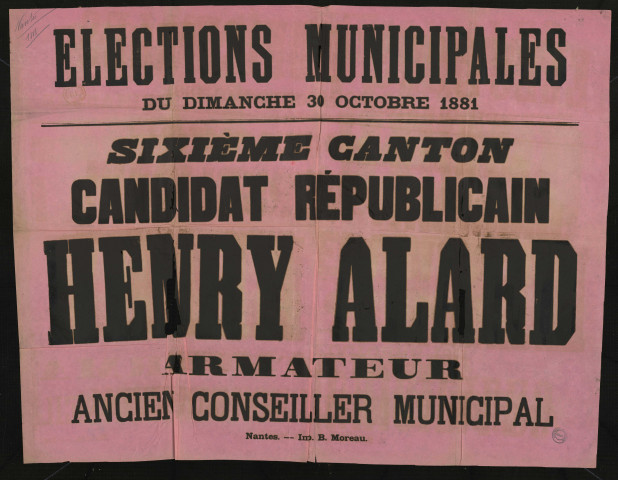 ELECTIONS MUNICIPALES
DU DIMANCHE 30 OCTOBRE 1881
SIXIÈME CANTON
CANDIDAT RÉPUBLICAIN
HENRY ALARD
ARMATEUR
ANCIEN CONSEILLER MUNICIPAL
Nantes. — Im. B. Moreau.